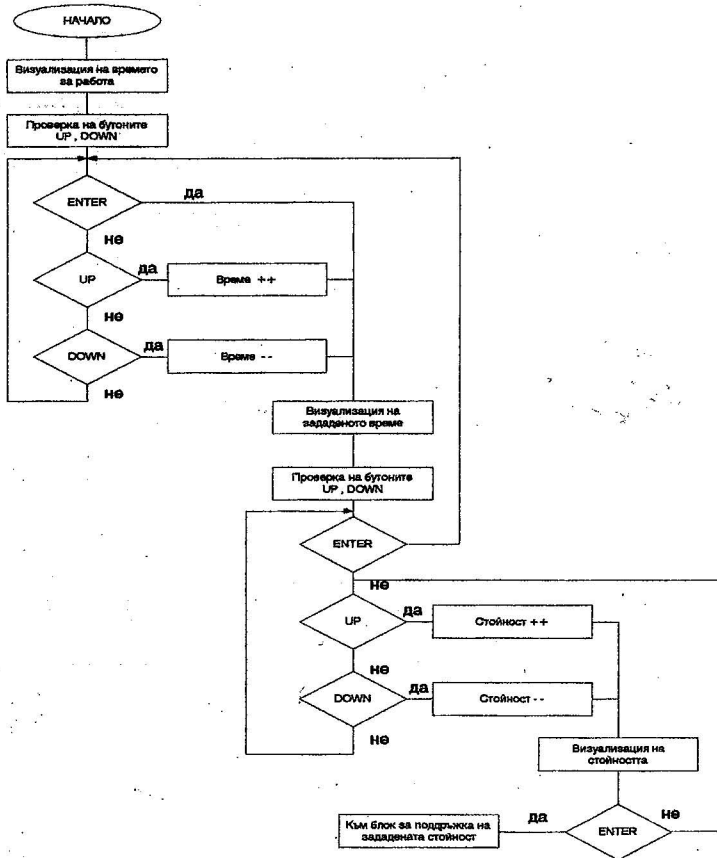 НАЧАЛО
Визуализация на времето
за работа
Проверка на бутоните
UP , DOWN
ENTER
да
не
UP
да
Време ++
не
DOWN
да
Време --
не
Визуализация на
зададеното време
Проверка на бутоните
UP , DOWN
ENTER
не
UP
да
Стойност ++
не
DOWN
да
Стойност - -
не
Визуализация на
стойността
Към блок за поддръжка на
зададената стойност
да
ENTER
не